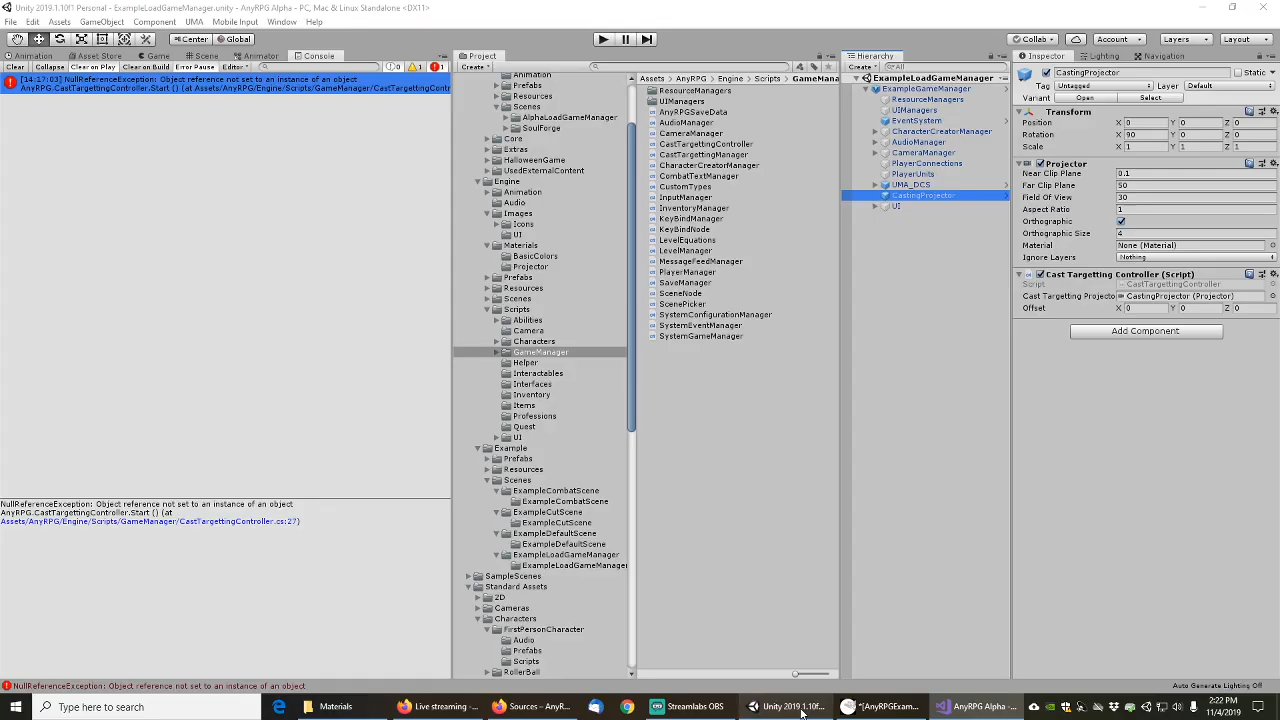 Unity 2019.1.10f1 Personal - ExampleLoadGameManager.unity - AnyRPG Alpha - PC, Mac & Linux Standalone <DX11>
File Edit Assets GameObject Component UMA Mobile Input Window Help
Center Global Collab Account Layers Layout
Animation Asset Store Game Scene Animator Console
Clear Collapse Clear on Play Clear on Build Error Pause Editor 0 1 1
[14:17:03] NullReferenceException: Object reference not set to an instance of an object
AnyRPG.CastTargettingController.Start () (at Assets/AnyRPG/Engine/Scripts/GameManager/CastTargettingContr
NullReferenceException: Object reference not set to an instance of an object
AnyRPG.CastTargettingController.Start () (at
Assets/AnyRPG/Engine/Scripts/GameManager/CastTargettingController.cs:27)
Project
Create
Animation
Prefabs
Resources
Scenes
AlphaLoadGameManager
SoulForge
Core
Extras
HalloweenGame
UsedExternalContent
Engine
Animation
Audio
Images
Icons
UI
Materials
BasicColors
Projector
Prefabs
Resources
Scenes
Scripts
Abilities
Camera
Characters
GameManager
Helper
Interactables
Interfaces
Inventory
Items
Professions
Quest
UI
Example
Prefabs
Resources
Scenes
ExampleCombatScene
ExampleCombatScene
ExampleCutScene
ExampleCutScene
ExampleDefaultScene
ExampleDefaultScene
ExampleLoadGameManager
ExampleLoadGameManager
SampleScenes
Standard Assets
2D
Cameras
Characters
FirstPersonCharacter
Audio
Prefabs
Scripts
RollerBall
Assets AnyRPG Engine Scripts GameMana
ResourceManagers
UIManagers
AnyRPGSaveData
AudioManager
CameraManager
CastTargettingController
CastTargettingManager
CharacterCreatorManager
CombatTextManager
CustomTypes
InputManager
InventoryManager
KeyBindManager
KeyBindNode
LevelEquations
LevelManager
MessageFeedManager
PlayerManager
SaveManager
SceneNode
ScenePicker
SystemConfigurationManager
SystemEventManager
SystemGameManager
Hierarchy
Create All
ExampleLoadGameManager
ExampleGameManager
ResourceManagers
UIManagers
EventSystem
CharacterCreatorManager
AudioManager
CameraManager
PlayerConnections
PlayerUnits
UMA_DCS
CastingProjector
UI
Inspector Lighting Navigation
CastingProjector Static
Tag Untagged Layer Default
Variant Open Select
Transform
Position X 0 Y 0 Z 0
Rotation X 90 Y 0 Z 0
Scale X 1 Y 1 Z 1
Projector
Near Clip Plane 0.1
Far Clip Plane 50
Field Of View 30
Aspect Ratio 1
Orthographic
Orthographic Size 4
Material None (Material)
Ignore Layers Nothing
Cast Targetting Controller (Script)
Script CastTargettingController
Cast Targetting Projecto CastingProjector (Projector)
Offset X 0 Y 0 Z 0
Add Component
NullReferenceException: Object reference not set to an instance of an object
Auto Generate Lighting Off
Type here to search
Materials
Live streaming -...
Sources – AnyR...
Streamlabs OBS
Unity 2019.1.10f...
*[AnyRPGExam...
AnyRPG Alpha -...
2:22 PM
11/4/2019